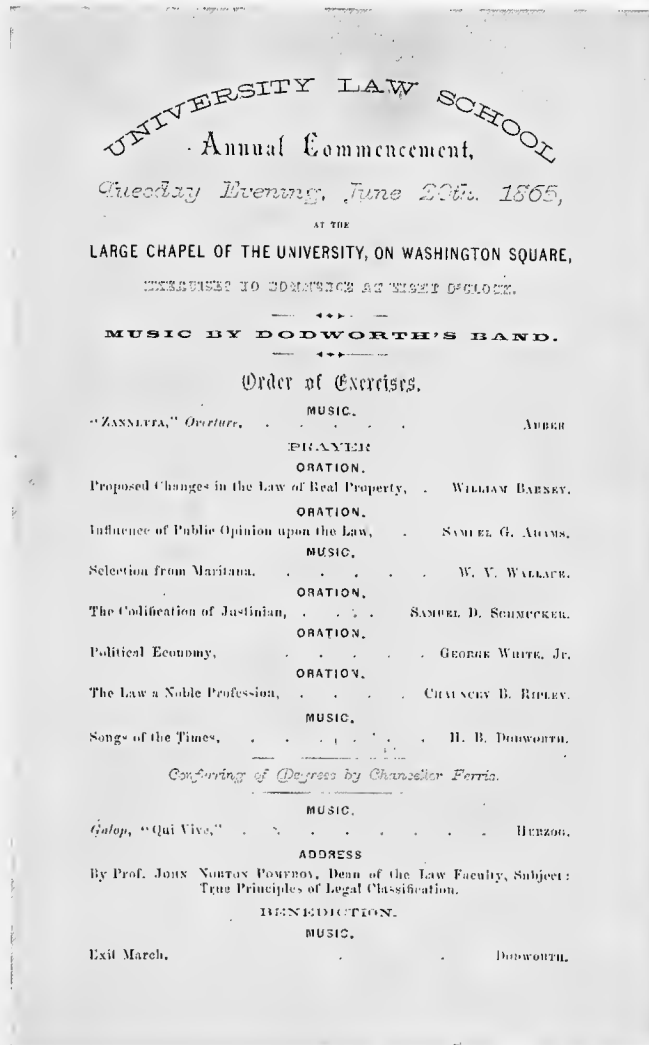 UNIVERSITY LAW SCHOOL
Annual Commencement,
Tuesday Evening, June 20th. 1865,
AT THE
LARGE CHAPEL OF THE UNIVERSITY, ON WASHINGTON SQUARE,
EXERCISES TO COMMENCE AT EIGHT O'CLOCK.
MUSIC BY DODWORTH'S BAND.
Order of Exercises.
MUSIC.
"ZANNETTA," Overture, . . . . . AUBER
PRAYER
ORATION.
Proposed Changes in the Law of Real Property, . WILLIAM BARNEY.
ORATION.
Influence of Public Opinion upon the Law, . SAMUEL G. ADAMS.
MUSIC.
Selection from Maritana. . . . . . W. V. WALLACE.
ORATION.
The Codification of Justinian, . . . . SAMUEL D. SCHMUCKER.
ORATION.
Political Economy, . . . . . GEORGE WHITE, Jr.
ORATION.
The Law a Noble Profession, . . . . CHAUNCEY B. RIPLEY.
MUSIC.
Songs of the Times, . . . . . . H. B. DODWORTH.
Conferring of Degrees by Chancellor Ferris.
MUSIC.
Galop, "Qui Vive," . . . . . . . . HERZOG.
ADDRESS
By Prof. JOHN NORTON POMEROY, Dean of the Law Faculty, Subject:
True Principles of Legal Classification.
BENEDICTION.
MUSIC.
Exit March. . . DODWORTH.